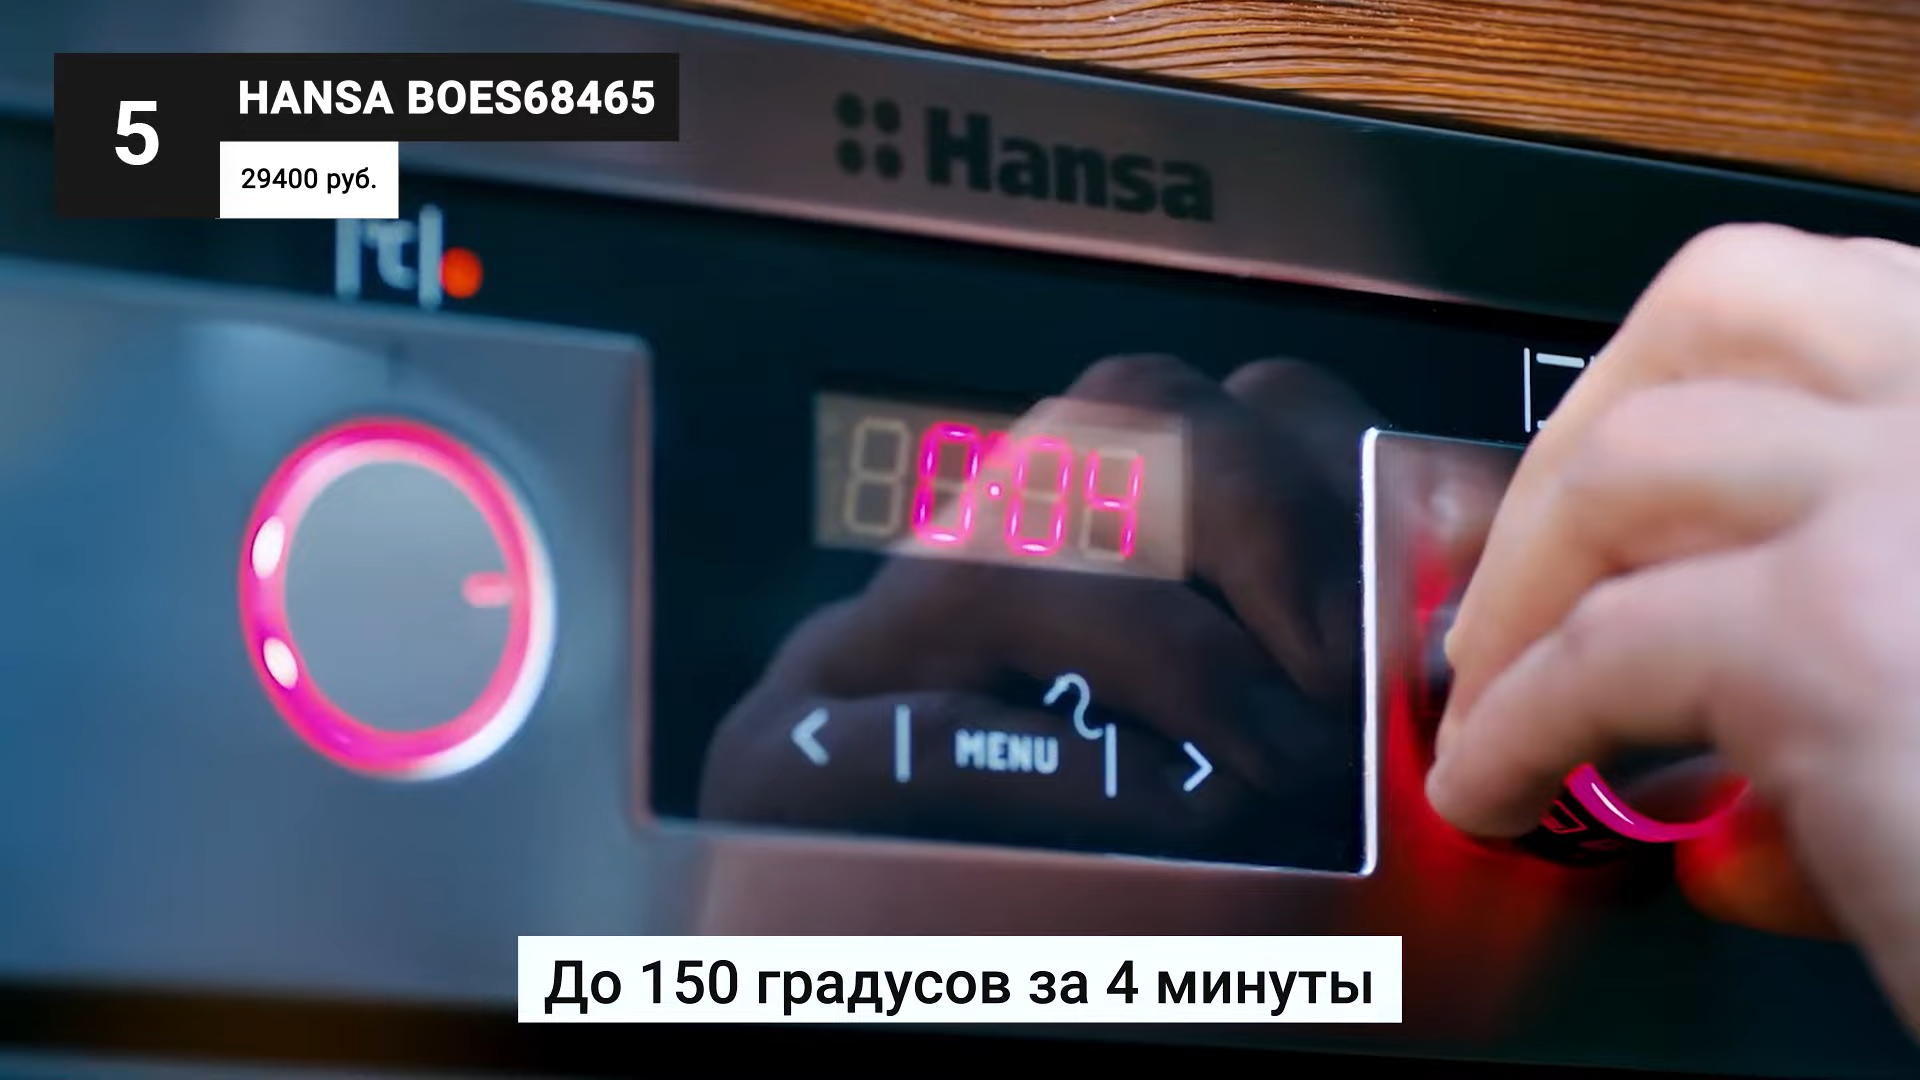 5
HANSA BOES68465
29400 руб.
Hansa
°C
0:04
< | MENU | >
До 150 градусов за 4 минуты